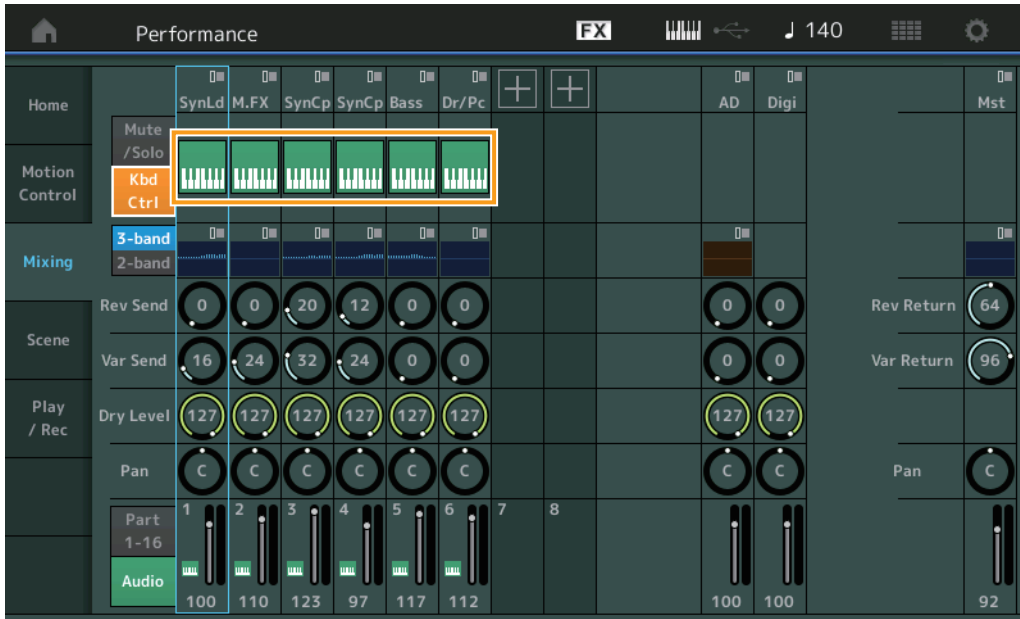 Performance FX ♩ 140
Home
Motion
Control
Mixing
Scene
Play
/ Rec
SynLd M.FX SynCp SynCp Bass Dr/Pc + + AD Digi Mst
Mute
/Solo
Kbd
Ctrl
3-band
2-band
Rev Send 0 0 20 12 0 0 0 0 Rev Return 64
Var Send 16 24 32 24 0 0 0 0 Var Return 96
Dry Level 127 127 127 127 127 127 127 127
Pan C C C C C C C C Pan C
Part
1-16
Audio
1 2 3 4 5 6 7 8
100 110 123 97 117 112 100 100 92